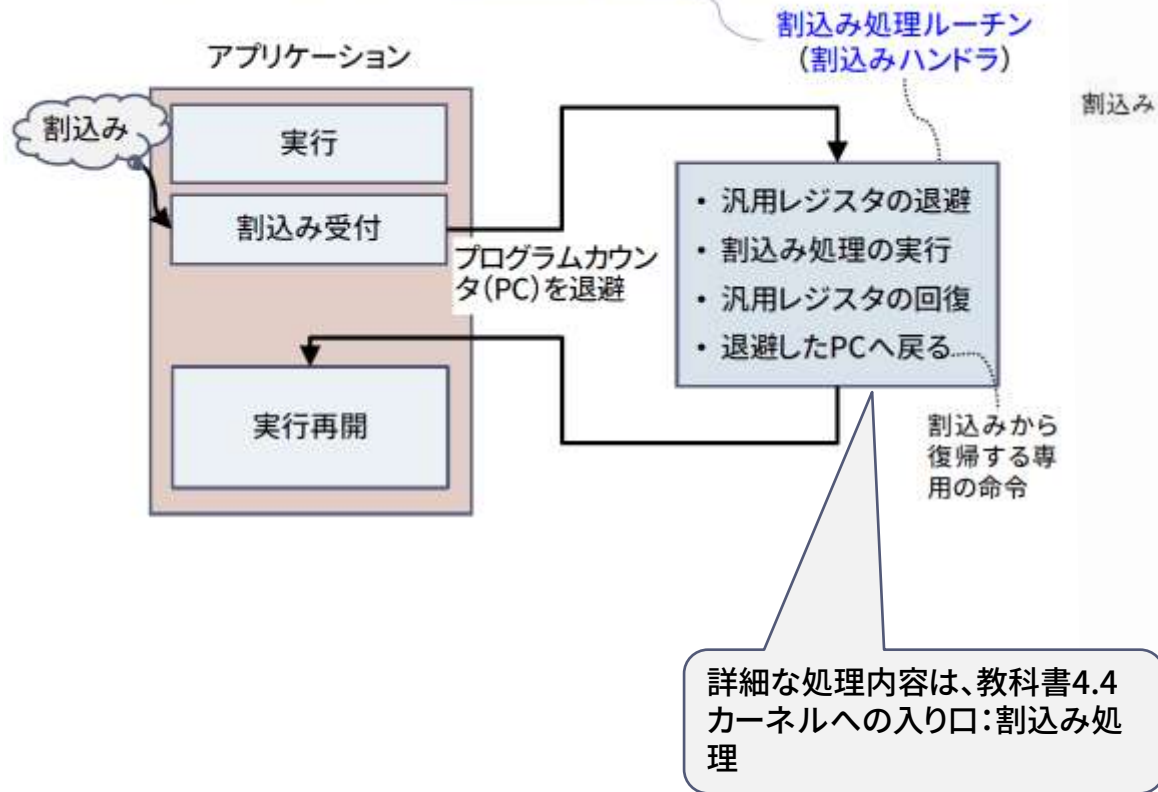 割込み処理ルーチン
(割込みハンドラ)
アプリケーション
割込み
割込み
実行
割込み受付
プログラムカウン
タ(PC)を退避
・ 汎用レジスタの退避
・ 割込み処理の実行
・ 汎用レジスタの回復
・ 退避したPCへ戻る
実行再開
割込みから
復帰する専
用の命令
詳細な処理内容は、教科書4.4
カーネルへの入り口：割込み処
理